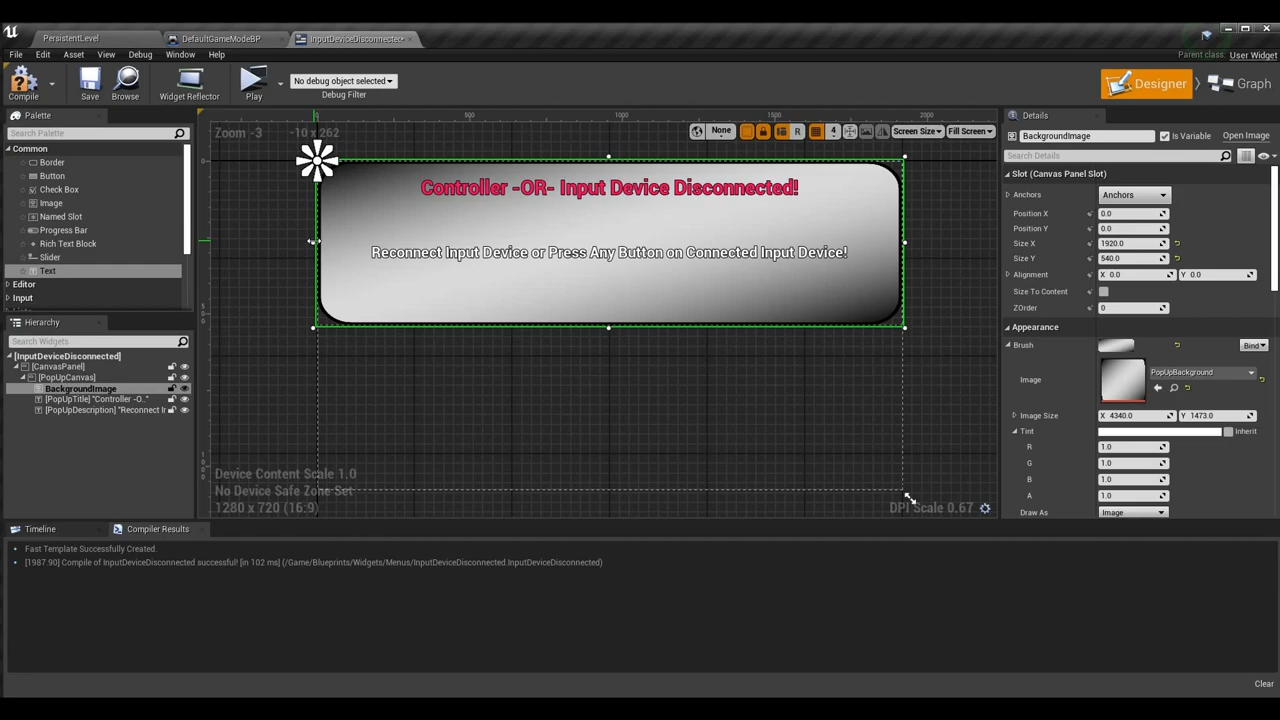 PersistentLevel
DefaultGameModeBP
InputDeviceDisconnected
File Edit Asset View Debug Window Help
Parent class: User Widget
Compile
Save
Browse
Widget Reflector
Play
No debug object selected
Debug Filter
Designer
Graph
Palette
Search Palette
Common
Border
Button
Check Box
Image
Named Slot
Progress Bar
Rich Text Block
Slider
Text
Editor
Input
Hierarchy
Search Widgets
[InputDeviceDisconnected]
[CanvasPanel]
[PopUpCanvas]
BackgroundImage
[PopUpTitle] "Controller -O.."
[PopUpDescription] "Reconnect Ir
Zoom -3
-10 x 262
0 500 1000 2000
None
R
4
Screen Size
Fill Screen
Controller -OR- Input Device Disconnected!
Reconnect Input Device or Press Any Button on Connected Input Device!
Device Content Scale 1.0
No Device Safe Zone Set
1280 x 720 (16:9)
DPI Scale 0.67
Details
BackgroundImage
Is Variable
Open Image
Search Details
Slot (Canvas Panel Slot)
Anchors Anchors
Position X 0.0
Position Y 0.0
Size X 1920.0
Size Y 540.0
Alignment X 0.0 Y 0.0
Size To Content
ZOrder 0
Appearance
Brush Bind
Image PopUpBackground
Image Size X 4340.0 Y 1473.0
Tint Inherit
R 1.0
G 1.0
B 1.0
A 1.0
Draw As Image
Timeline
Compiler Results
Fast Template Successfully Created.
[1987.90] Compile of InputDeviceDisconnected successful! [in 102 ms] (/Game/Blueprints/Widgets/Menus/InputDeviceDisconnected.InputDeviceDisconnected)
Clear